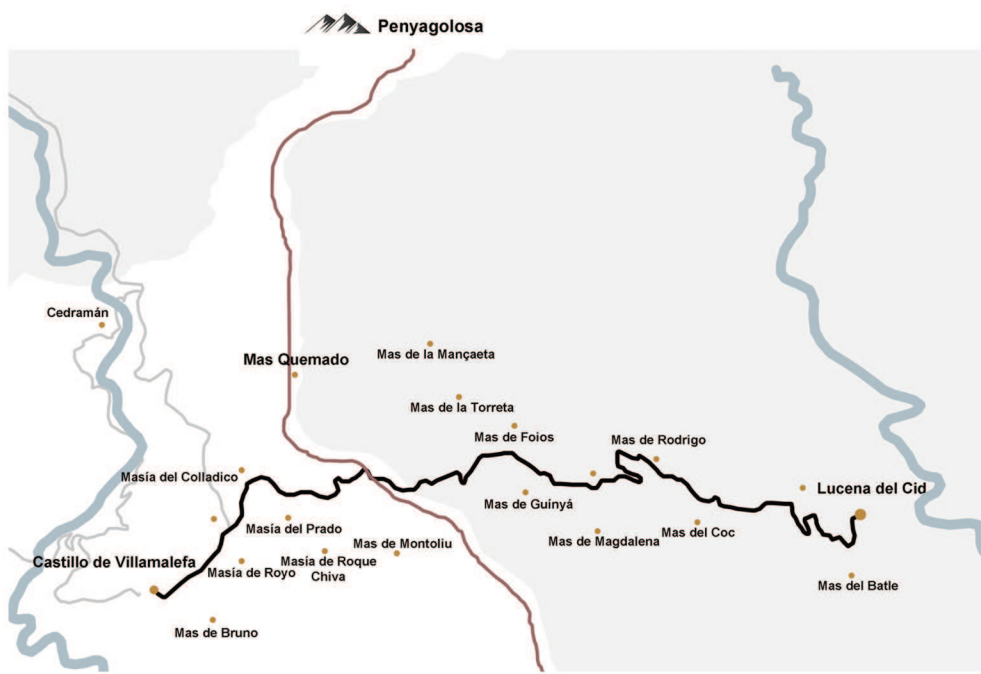 Penyagolosa
Cedramán
Mas Quemado
Mas de la Mançaeta
Mas de la Torreta
Mas de Foios
Mas de Rodrigo
Masía del Colladico
Mas de Guinyá
Lucena del Cid
Masía del Prado
Mas del Coc
Mas de Magdalena
Mas de Montoliu
Castillo de Villamalefa
Masía de Royo
Masía de Roque
Chiva
Mas del Batle
Mas de Bruno